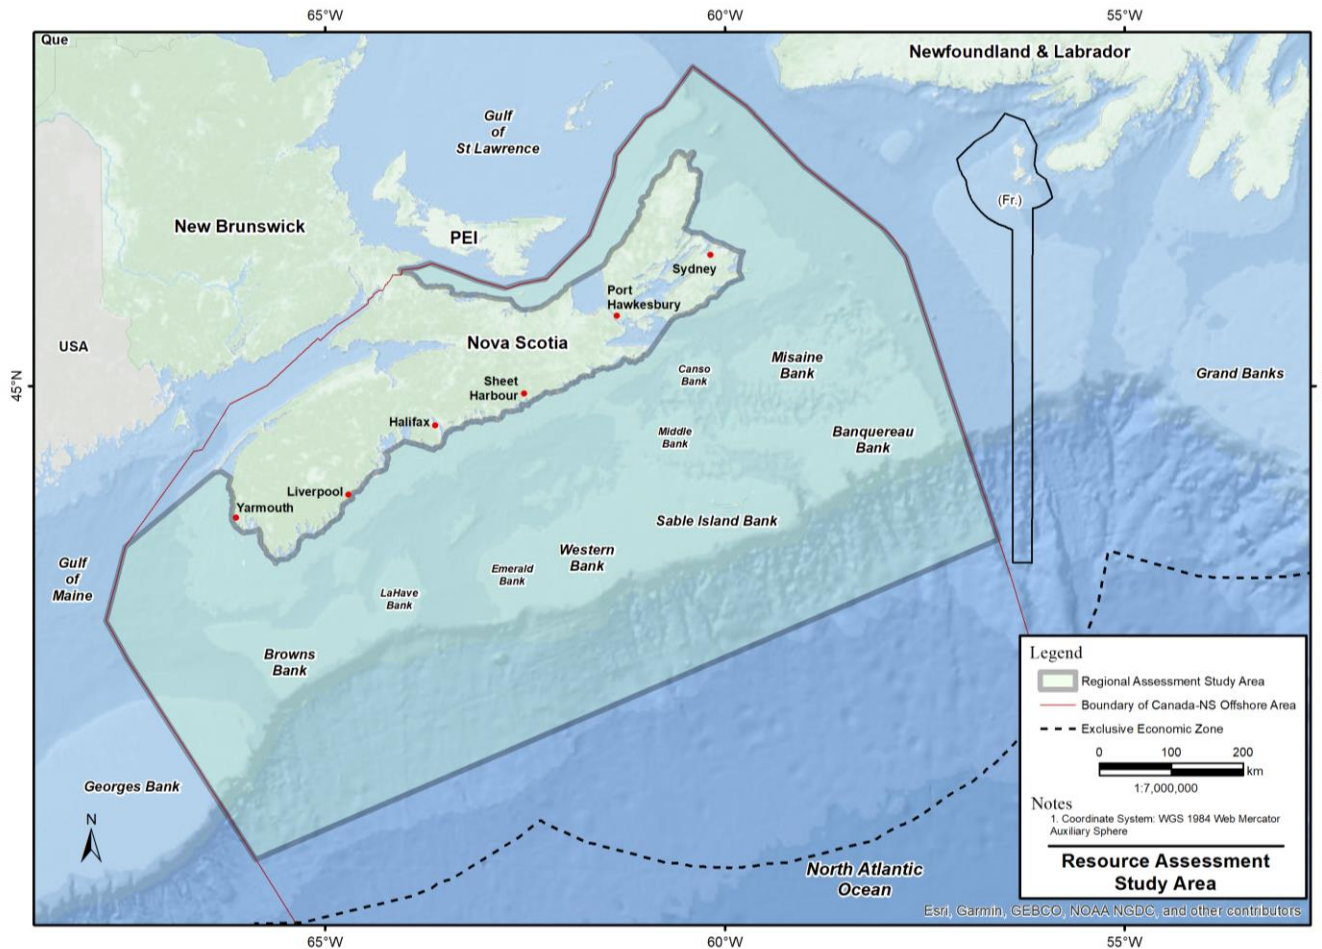 65°W
60°W
55°W
Que
Newfoundland & Labrador
Gulf
of
St Lawrence
New Brunswick
PEI
(Fr.)
Sydney
Port
Hawkesbury
USA
Nova Scotia
45°N
Canso
Bank
Misaine
Bank
Grand Banks
Sheet
Harbour
Halifax
Middle
Bank
Banquereau
Bank
Liverpool
Yarmouth
Sable Island Bank
Gulf
of
Maine
Western
Bank
Emerald
Bank
LaHave
Bank
Browns
Bank
Georges Bank
N
North Atlantic
Ocean
Legend
Regional Assessment Study Area
Boundary of Canada-NS Offshore Area
Exclusive Economic Zone
0 100 200
km
1:7,000,000
Notes
1. Coordinate System: WGS 1984 Web Mercator
Auxiliary Sphere
Resource Assessment
Study Area
Esri, Garmin, GEBCO, NOAA NGDC, and other contributors
65°W
60°W
55°W